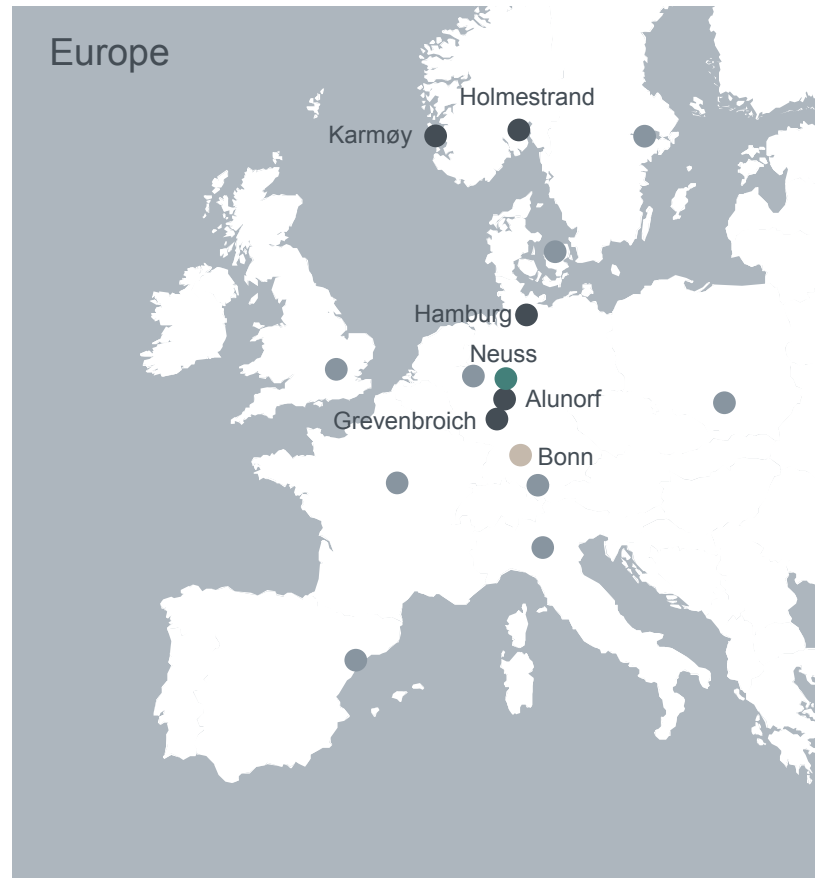 Europe
Holmestrand
Karmøy
Hamburg
Neuss
Alunorf
Grevenbroich
Bonn